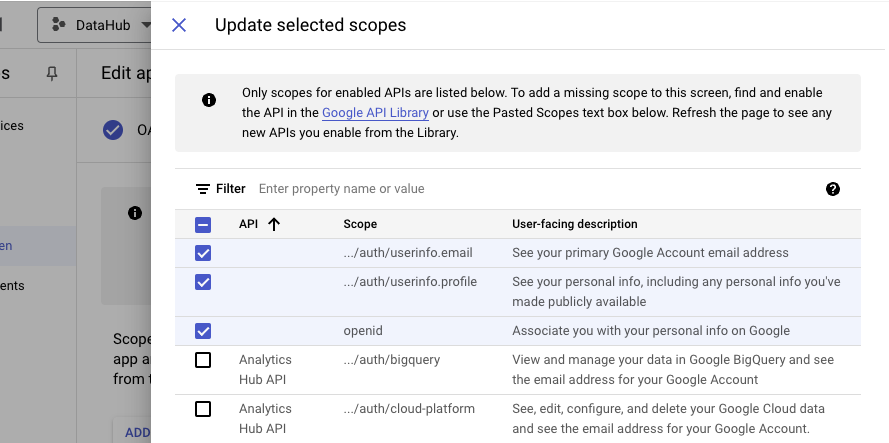 DataHub
Update selected scopes
s
Edit ap
Only scopes for enabled APIs are listed below. To add a missing scope to this screen, find and enable
the API in the Google API Library or use the Pasted Scopes text box below. Refresh the page to see any
new APIs you enable from the Library.
ices
OA
Filter Enter property name or value
API Scope User-facing description
en
.../auth/userinfo.email See your primary Google Account email address
.../auth/userinfo.profile See your personal info, including any personal info you've
made publicly available
ents
openid Associate you with your personal info on Google
Scope
app a
from t
Analytics
Hub API
.../auth/bigquery View and manage your data in Google BigQuery and see
the email address for your Google Account
Analytics
Hub API
.../auth/cloud-platform See, edit, configure, and delete your Google Cloud data
and see the email address for your Google Account.
ADD